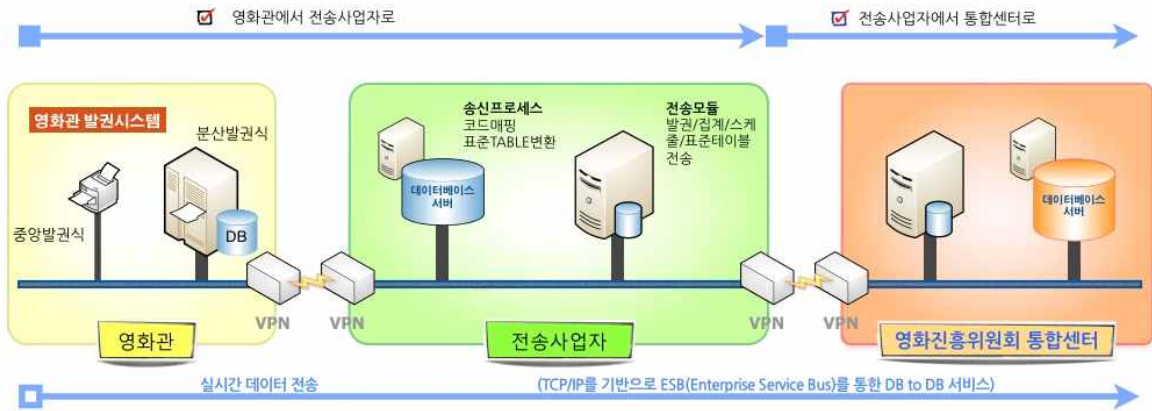 영화관에서 전송사업자로
전송사업자에서 통합센터로
영화관 발권시스템
분산발권식
중앙발권식
DB
송신프로세스
코드매핑
표준TABLE변환
데이터베이스
서버
전송모듈
발권/집계/스케
줄/표준테이블
전송
데이터베이스
서버
VPN
VPN
VPN
VPN
영화관
전송사업자
영화진흥위원회 통합센터
실시간 데이터 전송
(TCP/IP를 기반으로 ESB(Enterprise Service Bus)를 통한 DB to DB 서비스)